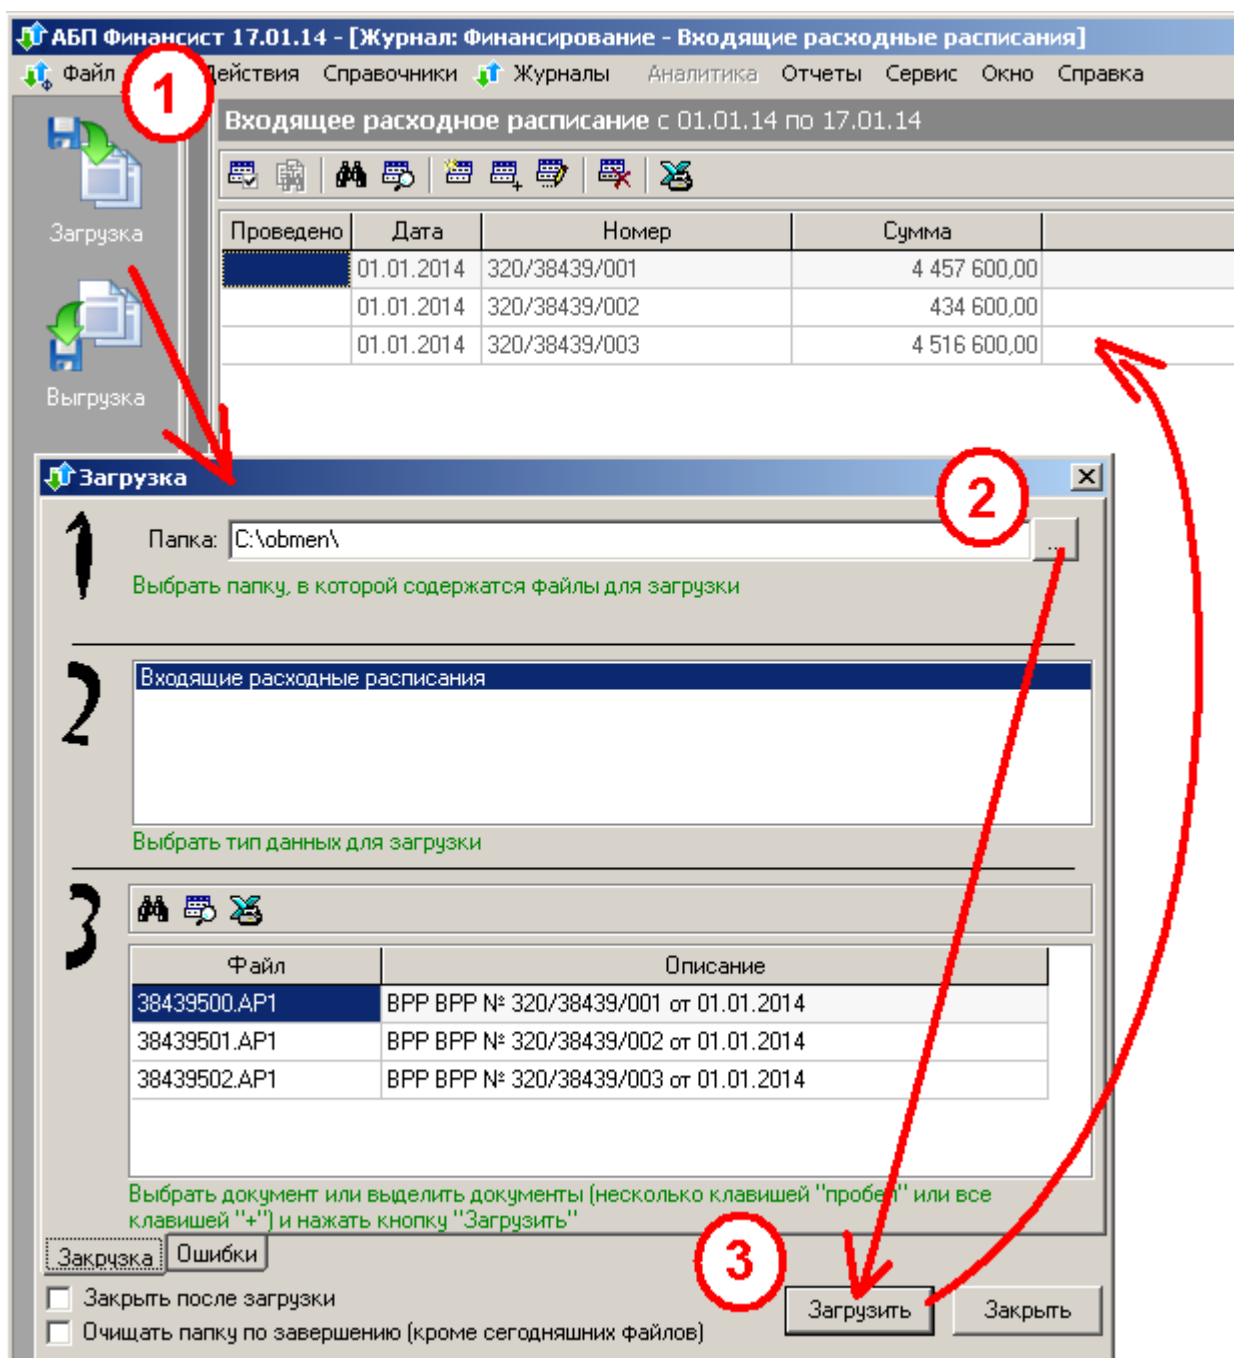 АБП Финансист 17.01.14 - [Журнал: Финансирование - Входящие расходные расписания]
Файл Действия Справочники Журналы Аналитика Отчеты Сервис Окно Справка
1
Входящее расходное расписание с 01.01.14 по 17.01.14
Загрузка
Выгрузка
Проведено Дата Номер Сумма
01.01.2014 320/38439/001 4 457 600,00
01.01.2014 320/38439/002 434 600,00
01.01.2014 320/38439/003 4 516 600,00
Загрузка
2
1
Папка: C:\obmen\ ...
Выбрать папку, в которой содержатся файлы для загрузки
2
Входящие расходные расписания
Выбрать тип данных для загрузки
3
Файл Описание
38439500.AP1 ВРР ВРР № 320/38439/001 от 01.01.2014
38439501.AP1 ВРР ВРР № 320/38439/002 от 01.01.2014
38439502.AP1 ВРР ВРР № 320/38439/003 от 01.01.2014
Выбрать документ или выделить документы (несколько клавишей "пробел" или все
клавишей "+") и нажать кнопку "Загрузить"
Закрузка Ошибки
3
Закрыть после загрузки
Очищать папку по завершению (кроме сегодняшних файлов)
Загрузить Закрыть